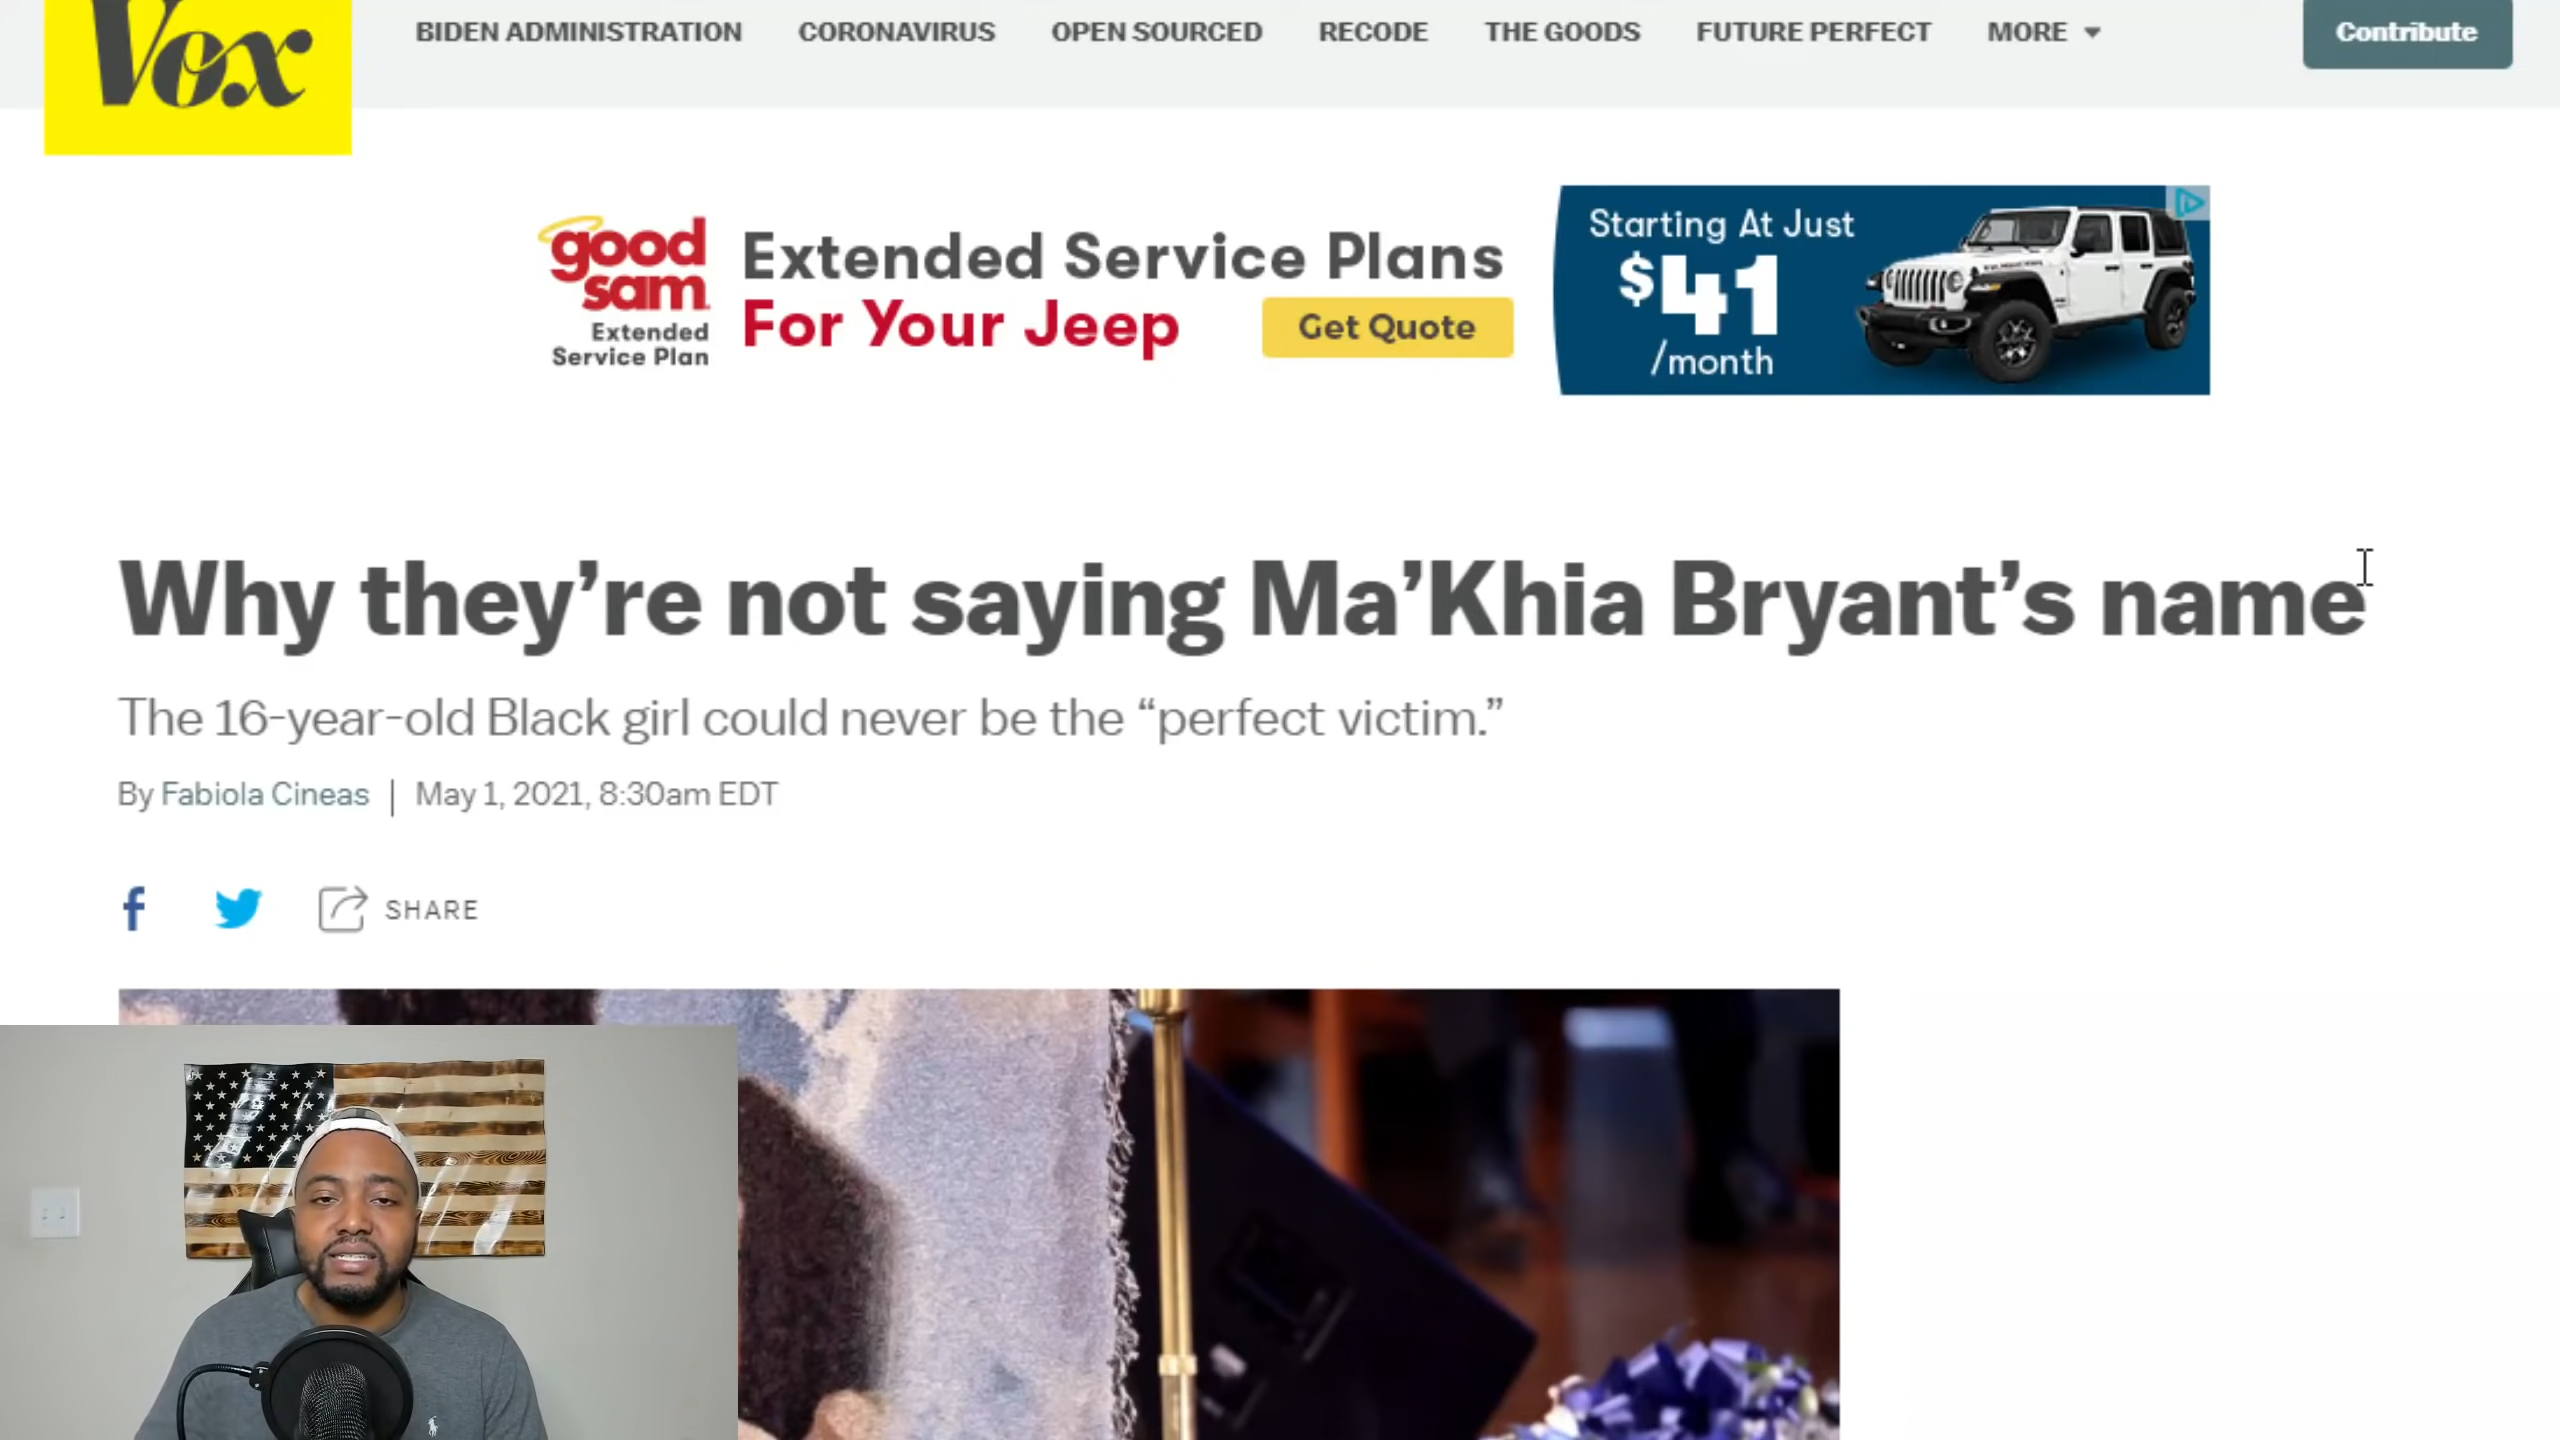 Vox
BIDEN ADMINISTRATION CORONAVIRUS OPEN SOURCED RECODE THE GOODS FUTURE PERFECT MORE
Contribute
good
sam
Extended
Service Plan
Extended Service Plans
For Your Jeep
Get Quote
Starting At Just
$41
/month
Why they’re not saying Ma’Khia Bryant’s name
The 16-year-old Black girl could never be the “perfect victim.”
By Fabiola Cineas | May 1, 2021, 8:30am EDT
SHARE